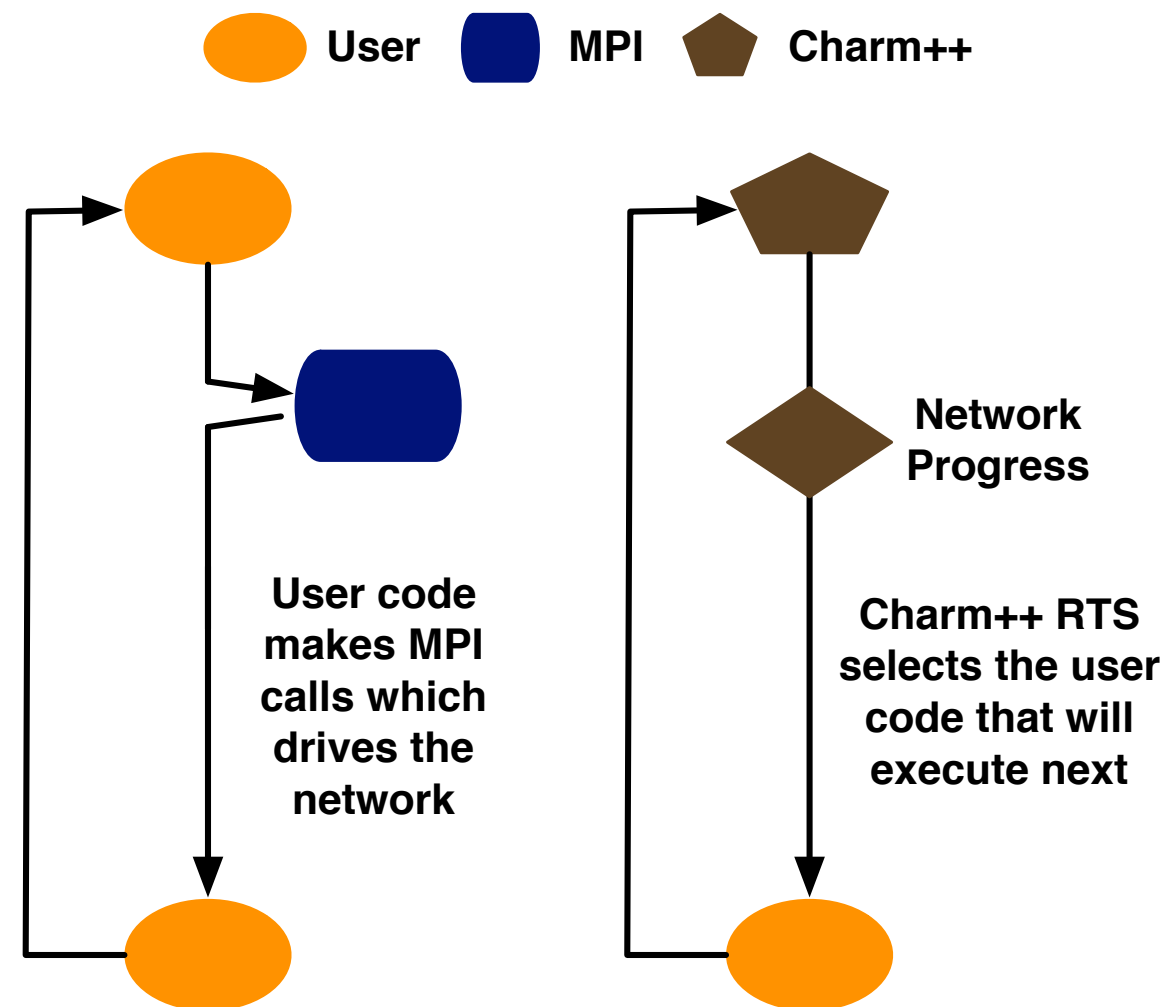 User MPI Charm++
Network
Progress
User code
makes MPI
calls which
drives the
network
Charm++ RTS
selects the user
code that will
execute next